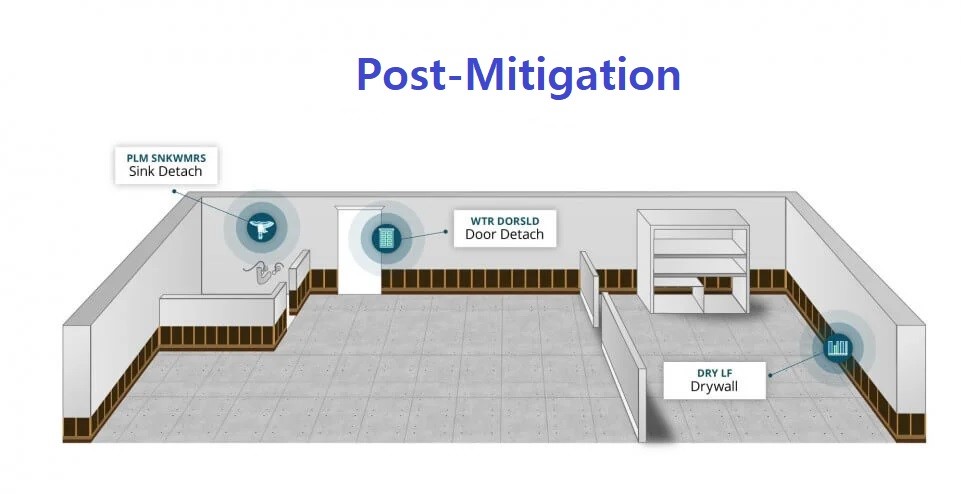 Post-Mitigation
PLM SNKWMRS
Sink Detach
WTR DORSLD
Door Detach
DRY LF
Drywall